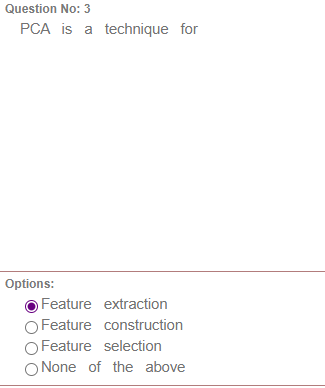 Question No: 3
PCA is a technique for
Options:
Feature extraction
Feature construction
Feature selection
None of the above